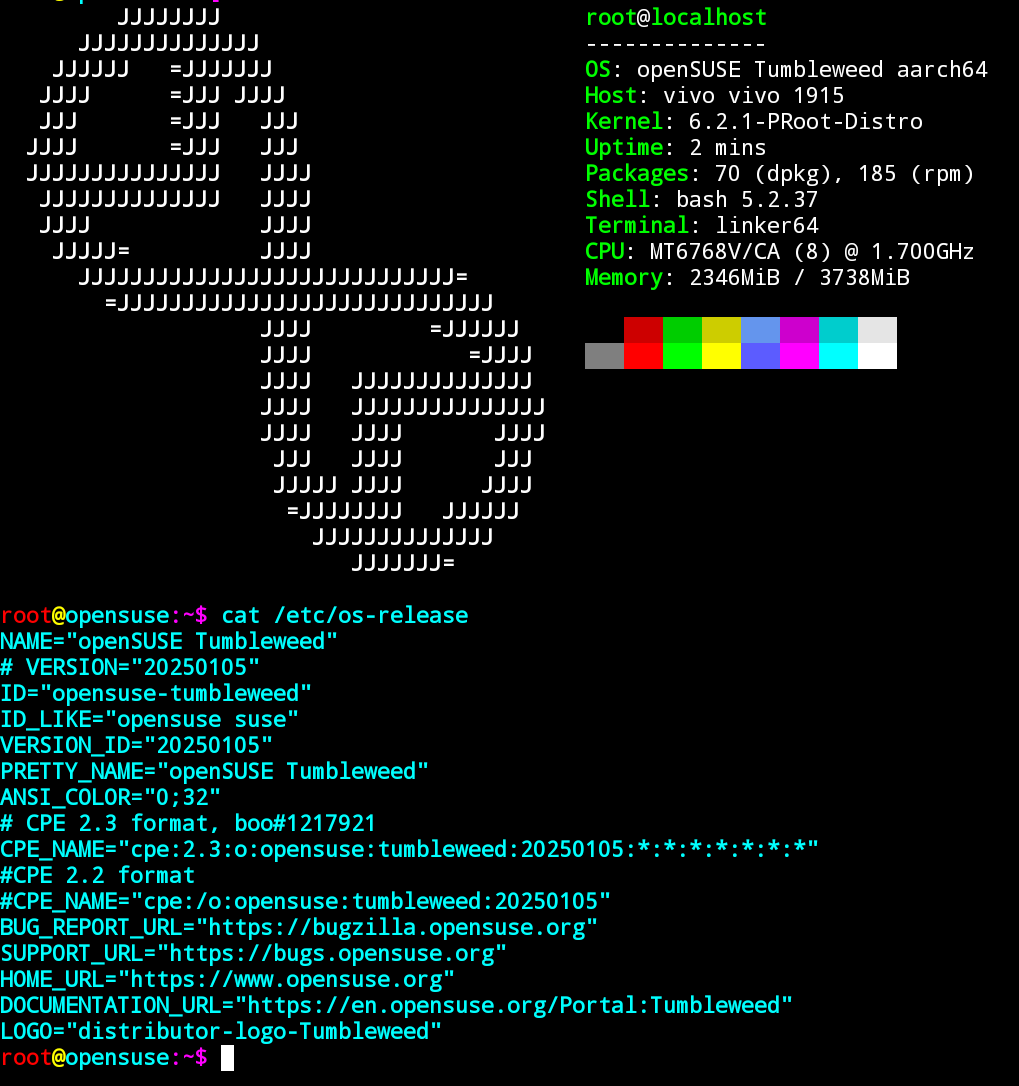 JJJJJJJJ
JJJJJJJJJJJJJJ
JJJJJJ   =JJJJJJJ
JJJJ      =JJJ JJJJ
JJJ       =JJJ   JJJ
JJJJ       =JJJ   JJJ
JJJJJJJJJJJJJJJ   JJJJ
JJJJJJJJJJJJJJ   JJJJ
JJJJ             JJJJ
JJJJJ=          JJJJ
JJJJJJJJJJJJJJJJJJJJJJJJJJJJJ=
=JJJJJJJJJJJJJJJJJJJJJJJJJJJJJ
JJJJ         =JJJJJJ
JJJJ            =JJJJ
JJJJ   JJJJJJJJJJJJJJ
JJJJ   JJJJJJJJJJJJJJJ
JJJJ   JJJJ       JJJJ
JJJ   JJJJ       JJJ
JJJJJ JJJJ      JJJJ
=JJJJJJJJ   JJJJJJ
JJJJJJJJJJJJJJ
JJJJJJJ=
root@localhost
--------------
OS: openSUSE Tumbleweed aarch64
Host: vivo vivo 1915
Kernel: 6.2.1-PRoot-Distro
Uptime: 2 mins
Packages: 70 (dpkg), 185 (rpm)
Shell: bash 5.2.37
Terminal: linker64
CPU: MT6768V/CA (8) @ 1.700GHz
Memory: 2346MiB / 3738MiB
root@opensuse:~$ cat /etc/os-release
NAME="openSUSE Tumbleweed"
# VERSION="20250105"
ID="opensuse-tumbleweed"
ID_LIKE="opensuse suse"
VERSION_ID="20250105"
PRETTY_NAME="openSUSE Tumbleweed"
ANSI_COLOR="0;32"
# CPE 2.3 format, boo#1217921
CPE_NAME="cpe:2.3:o:opensuse:tumbleweed:20250105:*:*:*:*:*:*:*"
#CPE 2.2 format
#CPE_NAME="cpe:/o:opensuse:tumbleweed:20250105"
BUG_REPORT_URL="https://bugzilla.opensuse.org"
SUPPORT_URL="https://bugs.opensuse.org"
HOME_URL="https://www.opensuse.org"
DOCUMENTATION_URL="https://en.opensuse.org/Portal:Tumbleweed"
LOGO="distributor-logo-Tumbleweed"
root@opensuse:~$